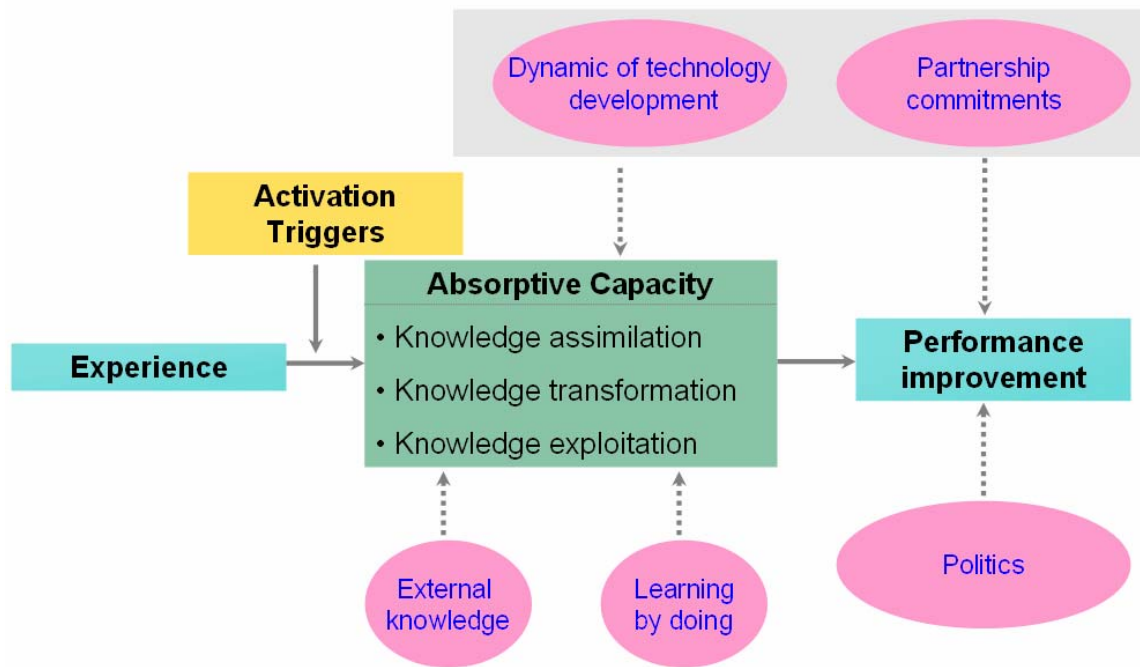 Dynamic of technology
development
Partnership
commitments
Activation
Triggers
Absorptive Capacity
• Knowledge assimilation
• Knowledge transformation
• Knowledge exploitation
Experience
Performance
improvement
External
knowledge
Learning
by doing
Politics